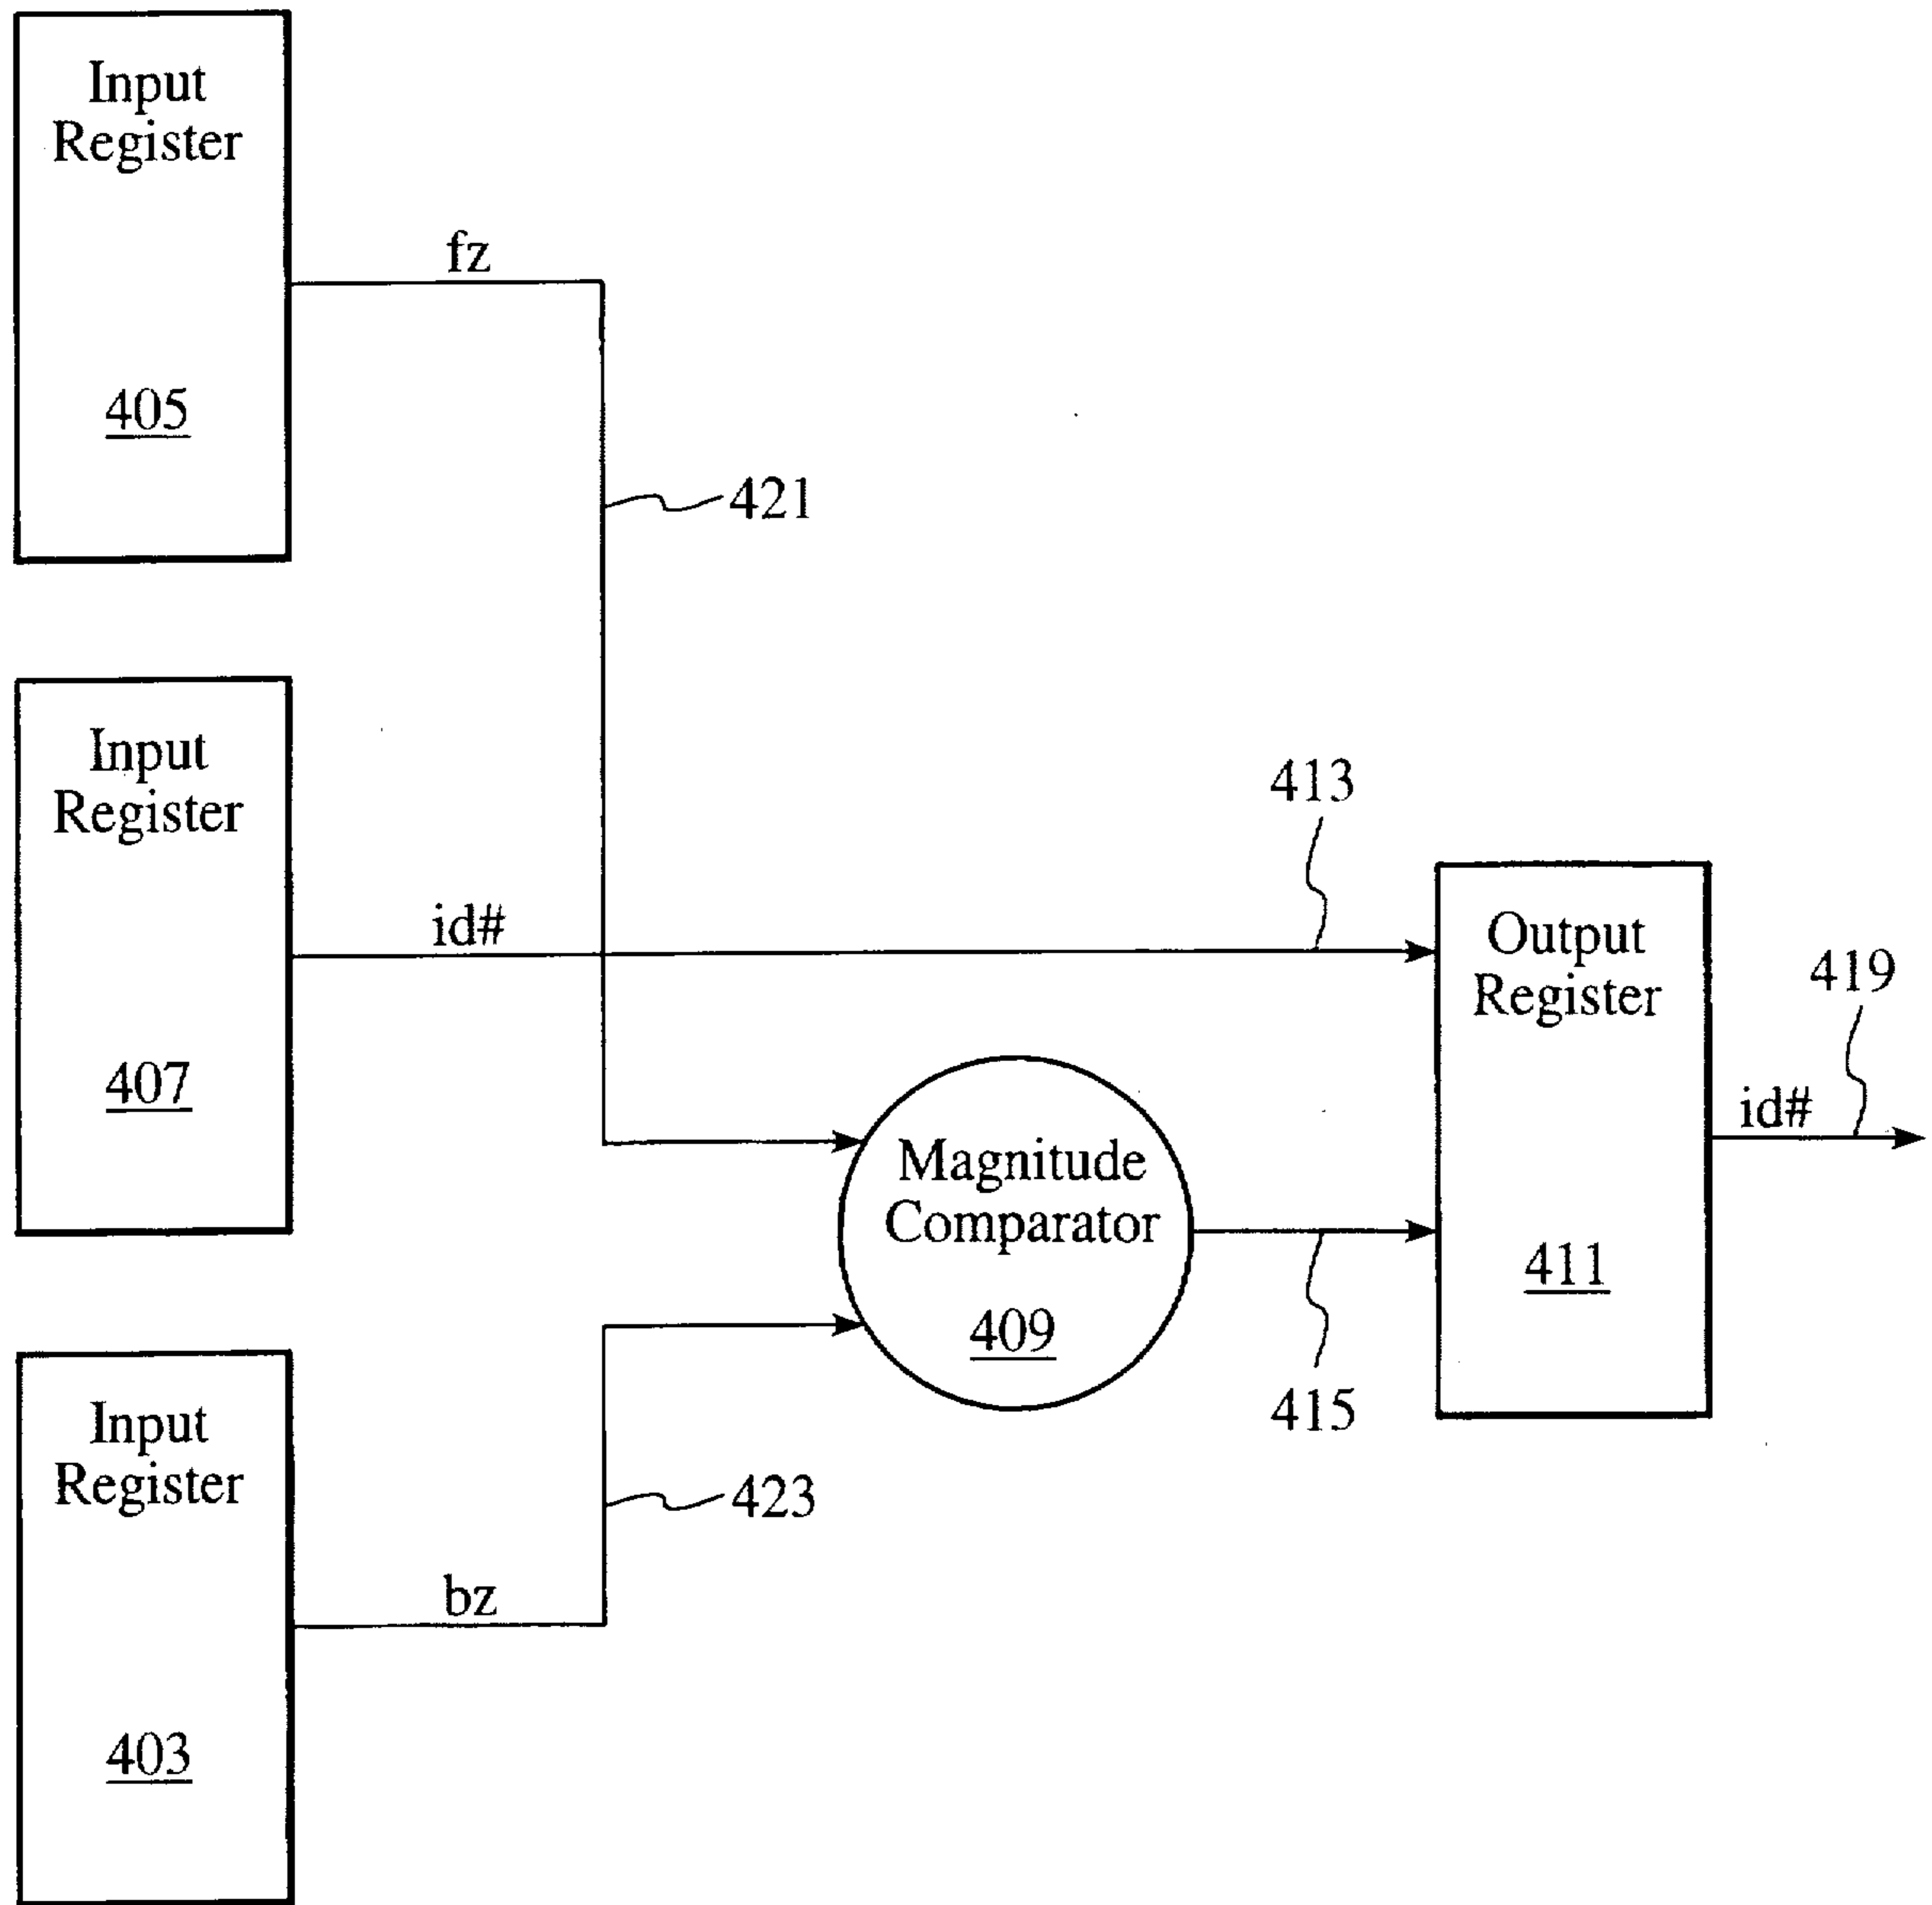 Input
Register
405
fz
421
Input
Register
407
id#
413
Output
Register
411
419
id#
Magnitude
Comparator
409
415
Input
Register
403
bz
423